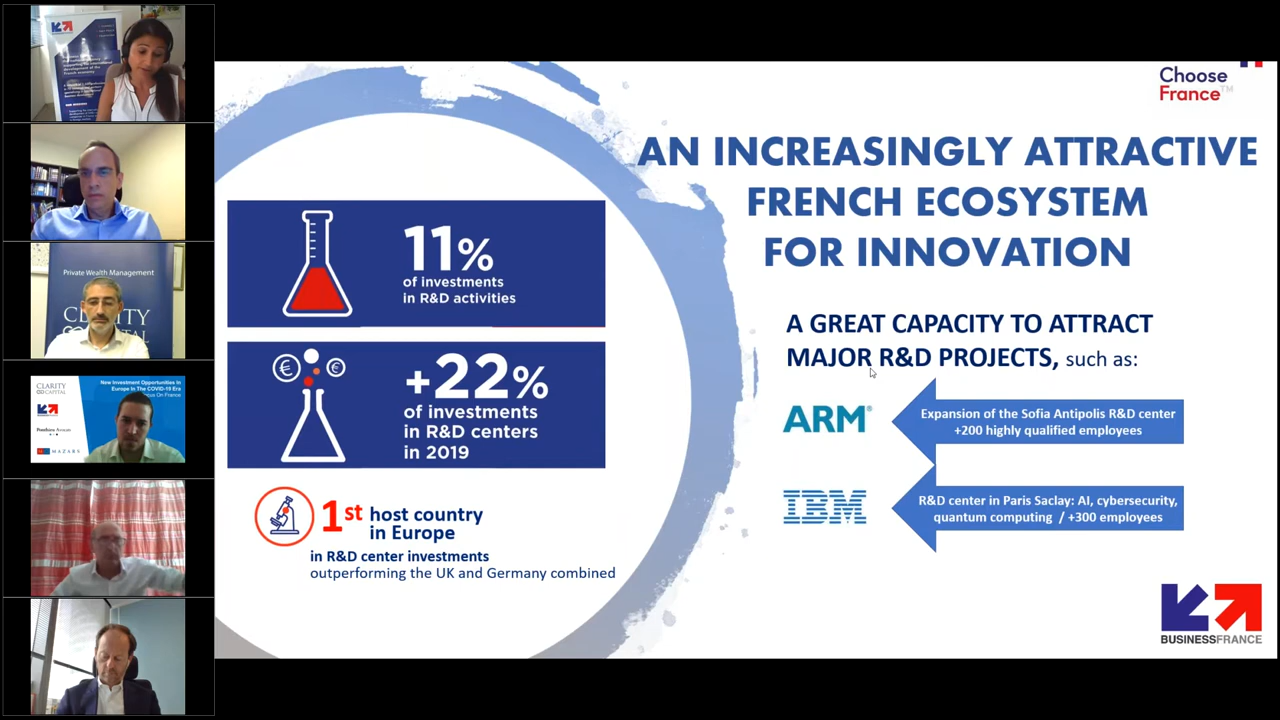 Choose
France™
AN INCREASINGLY ATTRACTIVE
FRENCH ECOSYSTEM
FOR INNOVATION
11%
of investments
in R&D activities
+22%
of investments
in R&D centers
in 2019
1st host country
in Europe
in R&D center investments
outperforming the UK and Germany combined
A GREAT CAPACITY TO ATTRACT
MAJOR R&D PROJECTS, such as:
ARM®
Expansion of the Sofia Antipolis R&D center
+200 highly qualified employees
IBM
R&D center in Paris Saclay: AI, cybersecurity,
quantum computing / +300 employees
BUSINESSFRANCE
Private Wealth Management
CLARITY
CLARITY
CAPITAL
New Investment Opportunities In
Europe In The COVID-19 Era
MAZARS